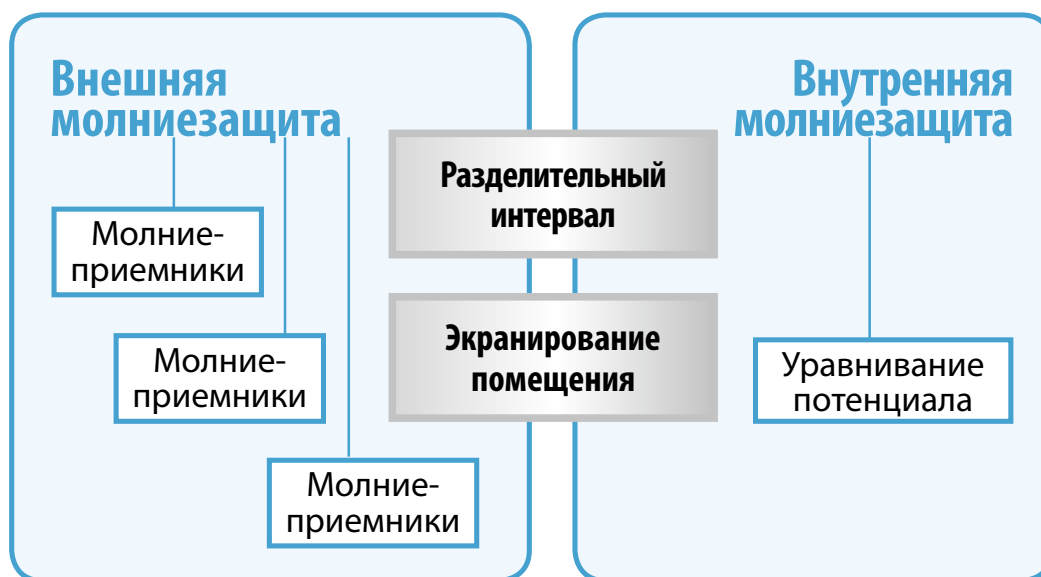 Внешняя
молниезащита
Молние-
приемники
Молние-
приемники
Молние-
приемники
Разделительный
интервал
Экранирование
помещения
Внутренняя
молниезащита
Уравнивание
потенциала